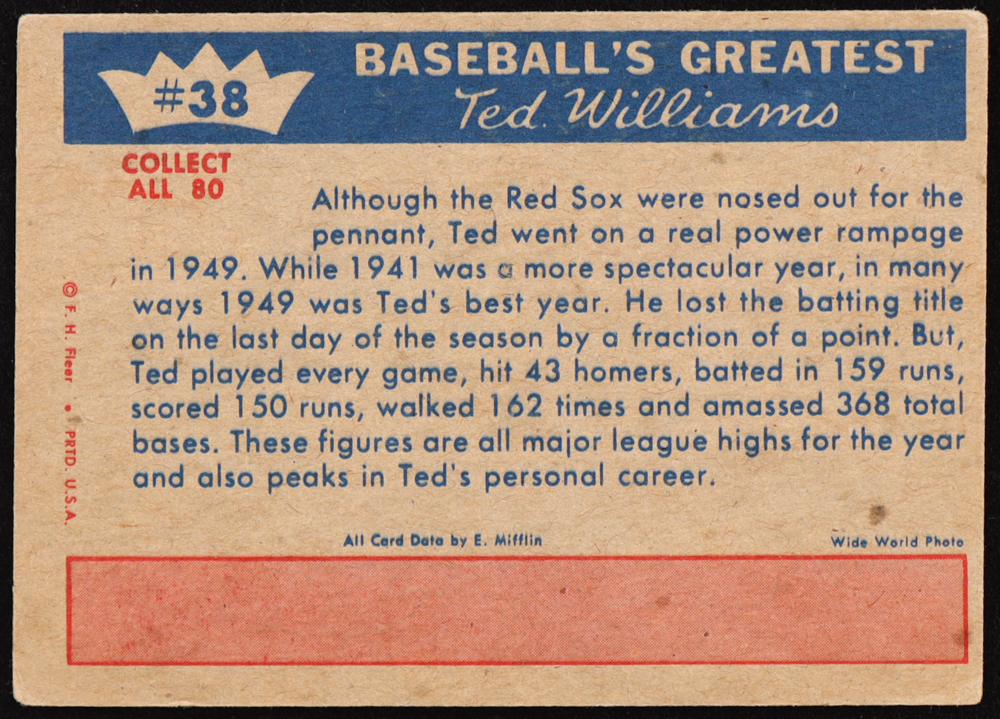 #38
BASEBALL'S GREATEST
Ted Williams
COLLECT
ALL 80
Although the Red Sox were nosed out for the
pennant, Ted went on a real power rampage
in 1949. While 1941 was a more spectacular year, in many
ways 1949 was Ted's best year. He lost the batting title
on the last day of the season by a fraction of a point. But,
Ted played every game, hit 43 homers, batted in 159 runs,
scored 150 runs, walked 162 times and amassed 368 total
bases. These figures are all major league highs for the year
and also peaks in Ted's personal career.
© F. H. Fleer • PRTD. U.S.A.
All Card Data by E. Mifflin
Wide World Photo